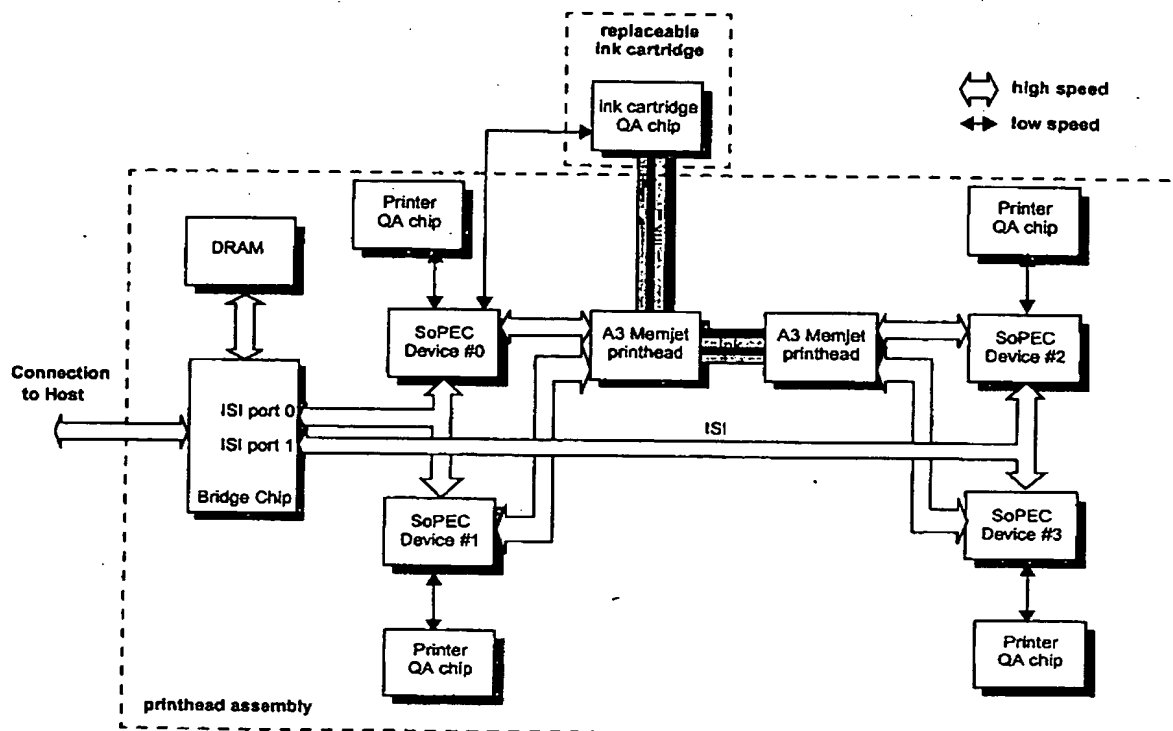 replaceable
ink cartridge
ink cartridge
QA chip
high speed
low speed
Printer
QA chip
Printer
QA chip
DRAM
SoPEC
Device #0
A3 Memjet
printhead
ink
ink
A3 Memjet
printhead
SoPEC
Device #2
Connection
to Host
ISI port 0
ISI port 1
Bridge Chip
ISI
SoPEC
Device #1
SoPEC
Device #3
Printer
QA chip
Printer
QA chip
printhead assembly